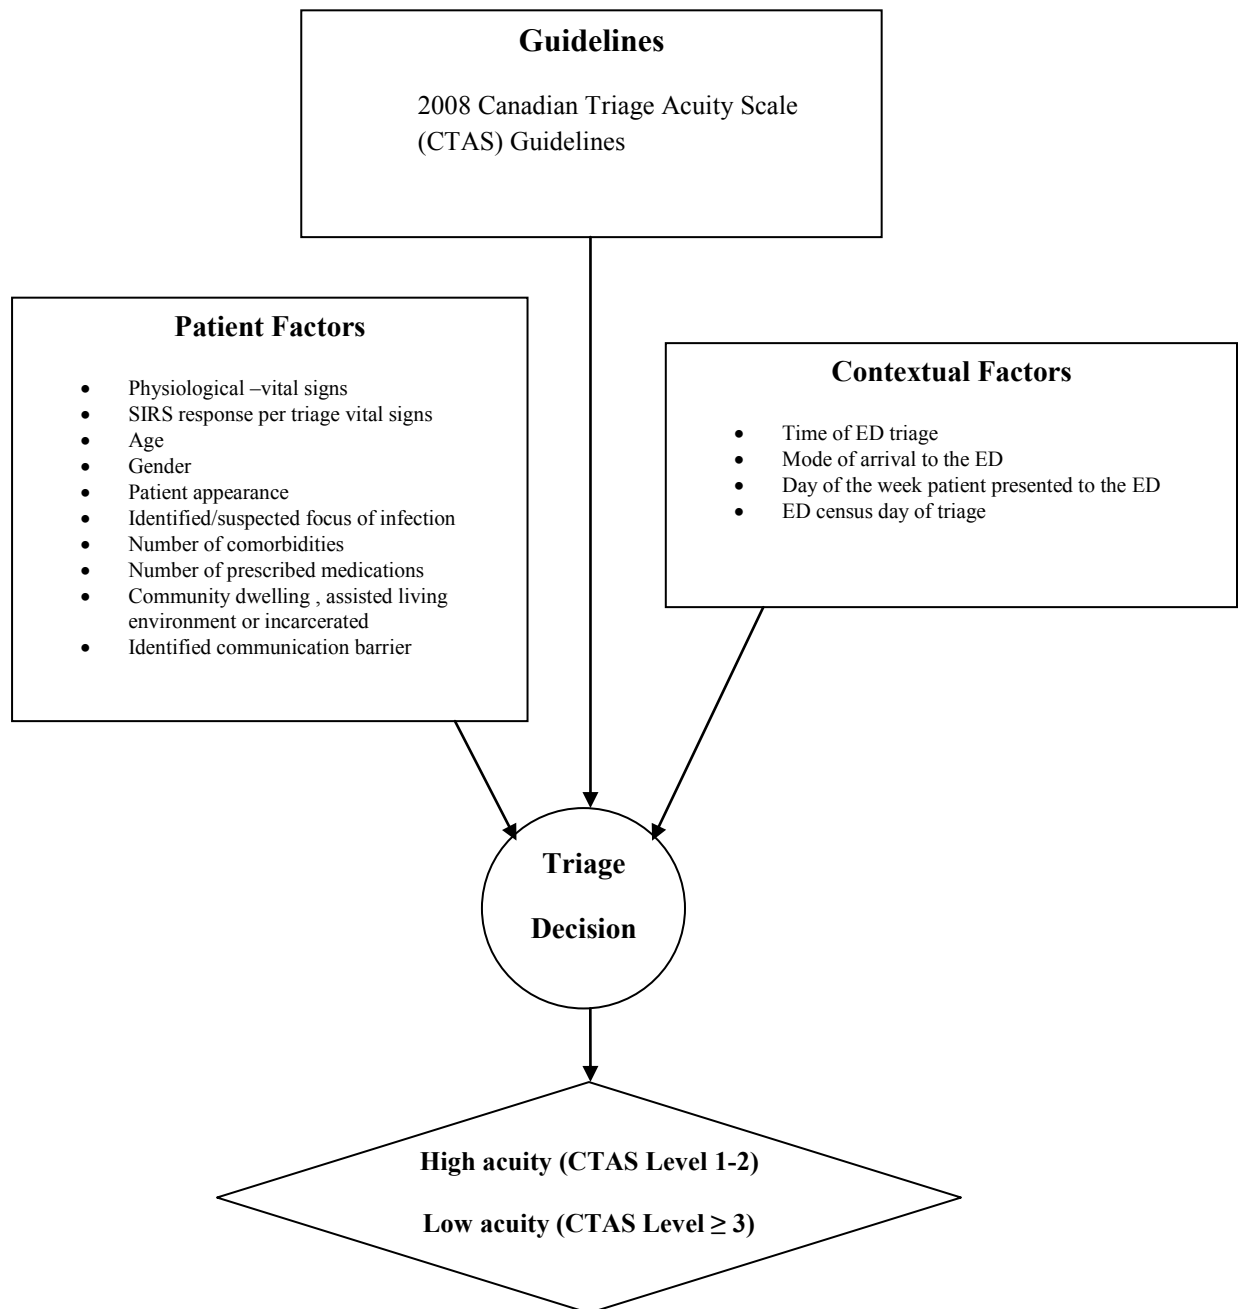 Guidelines
2008 Canadian Triage Acuity Scale
(CTAS) Guidelines
Patient Factors
• Physiological –vital signs
• SIRS response per triage vital signs
• Age
• Gender
• Patient appearance
• Identified/suspected focus of infection
• Number of comorbidities
• Number of prescribed medications
• Community dwelling , assisted living
environment or incarcerated
• Identified communication barrier
Contextual Factors
• Time of ED triage
• Mode of arrival to the ED
• Day of the week patient presented to the ED
• ED census day of triage
Triage
Decision
High acuity (CTAS Level 1-2)
Low acuity (CTAS Level ≥ 3)